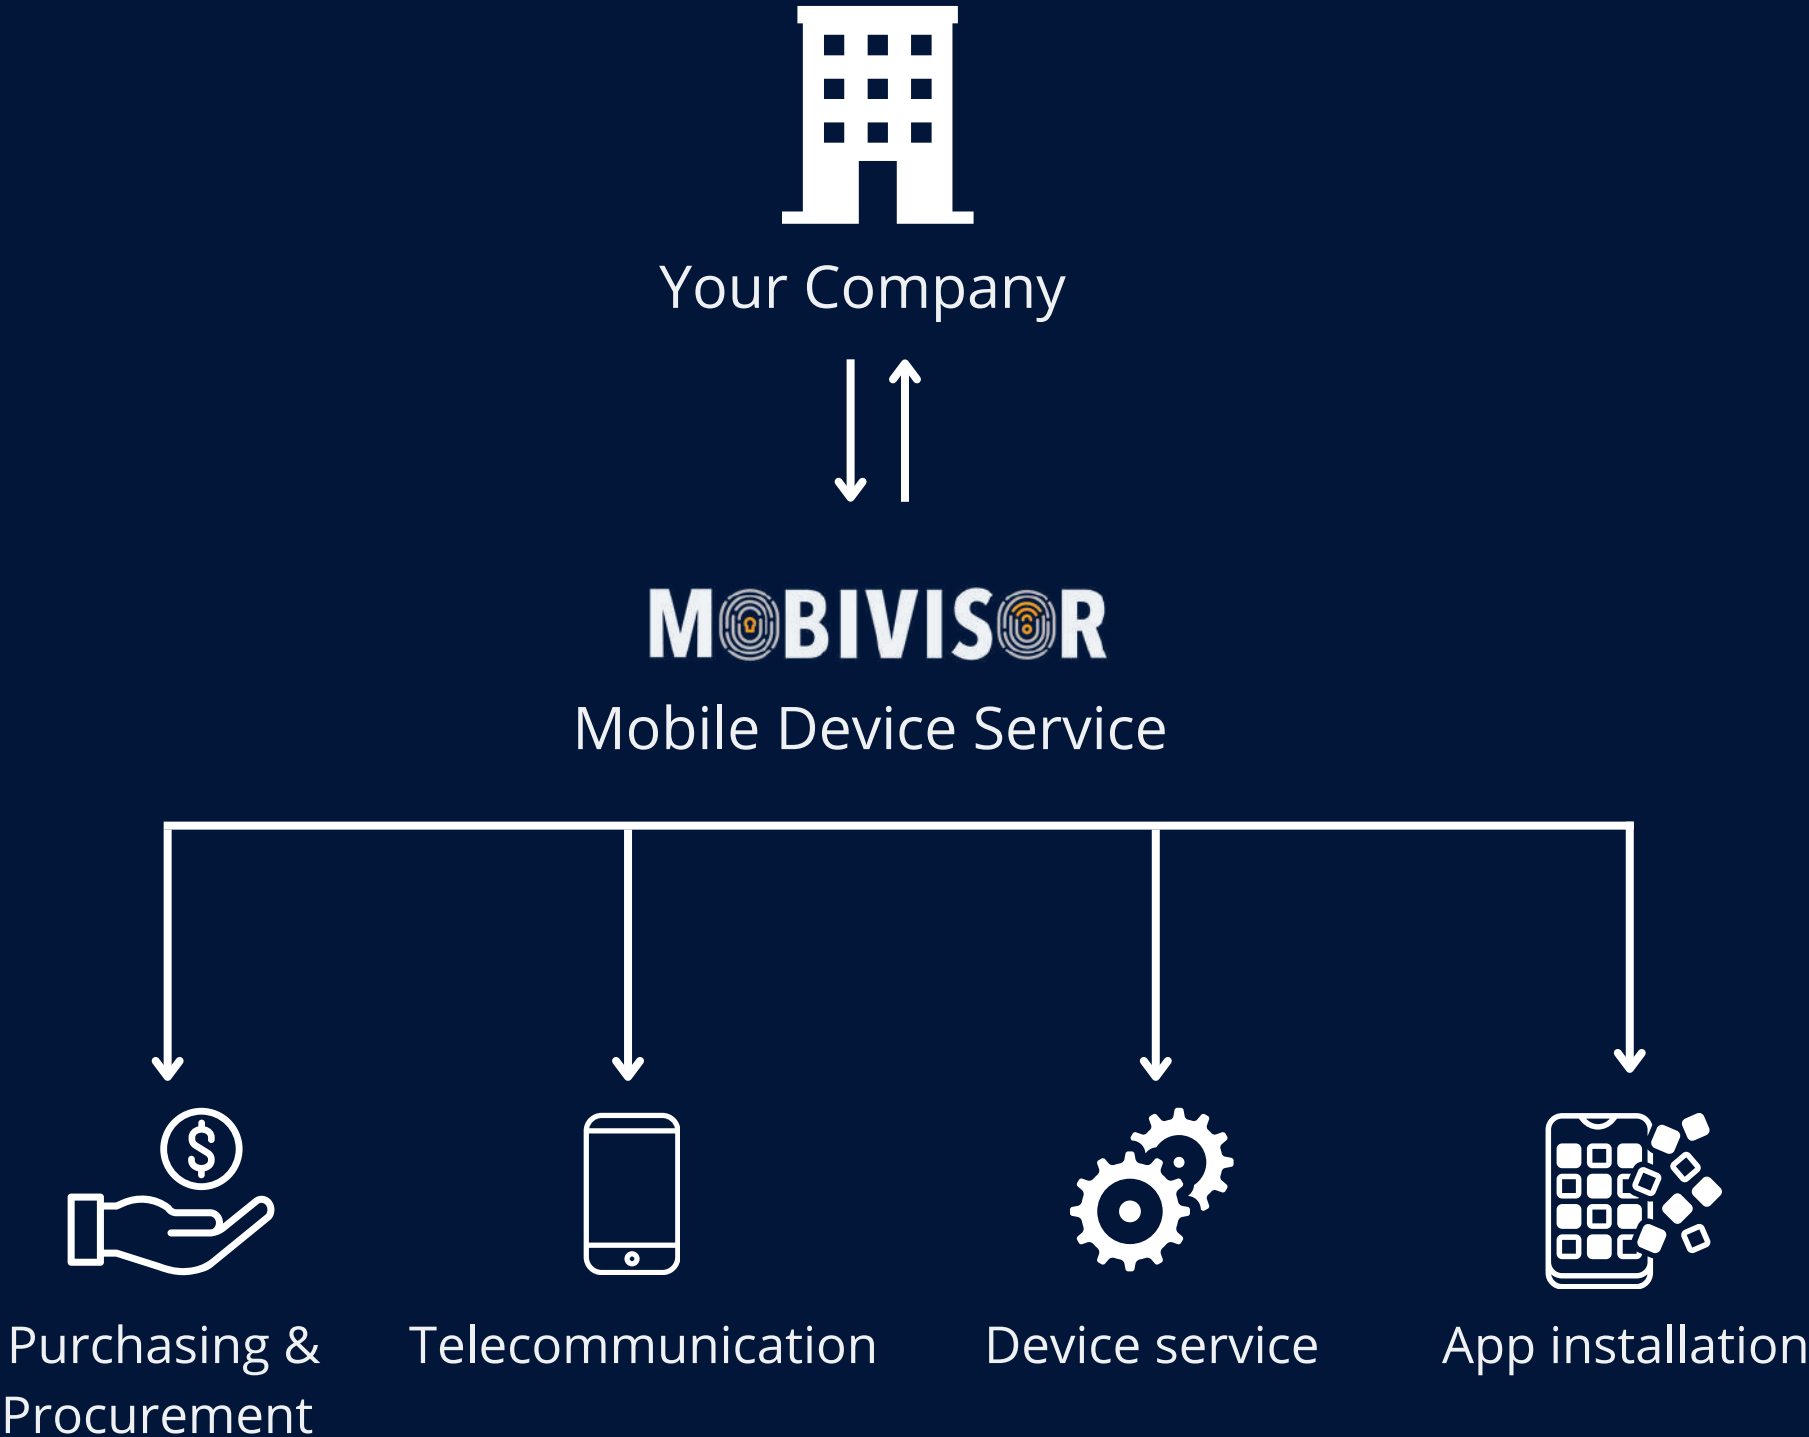 Your Company
MOBIVISOR
Mobile Device Service
Purchasing &
Procurement
Telecommunication
Device service
App installation